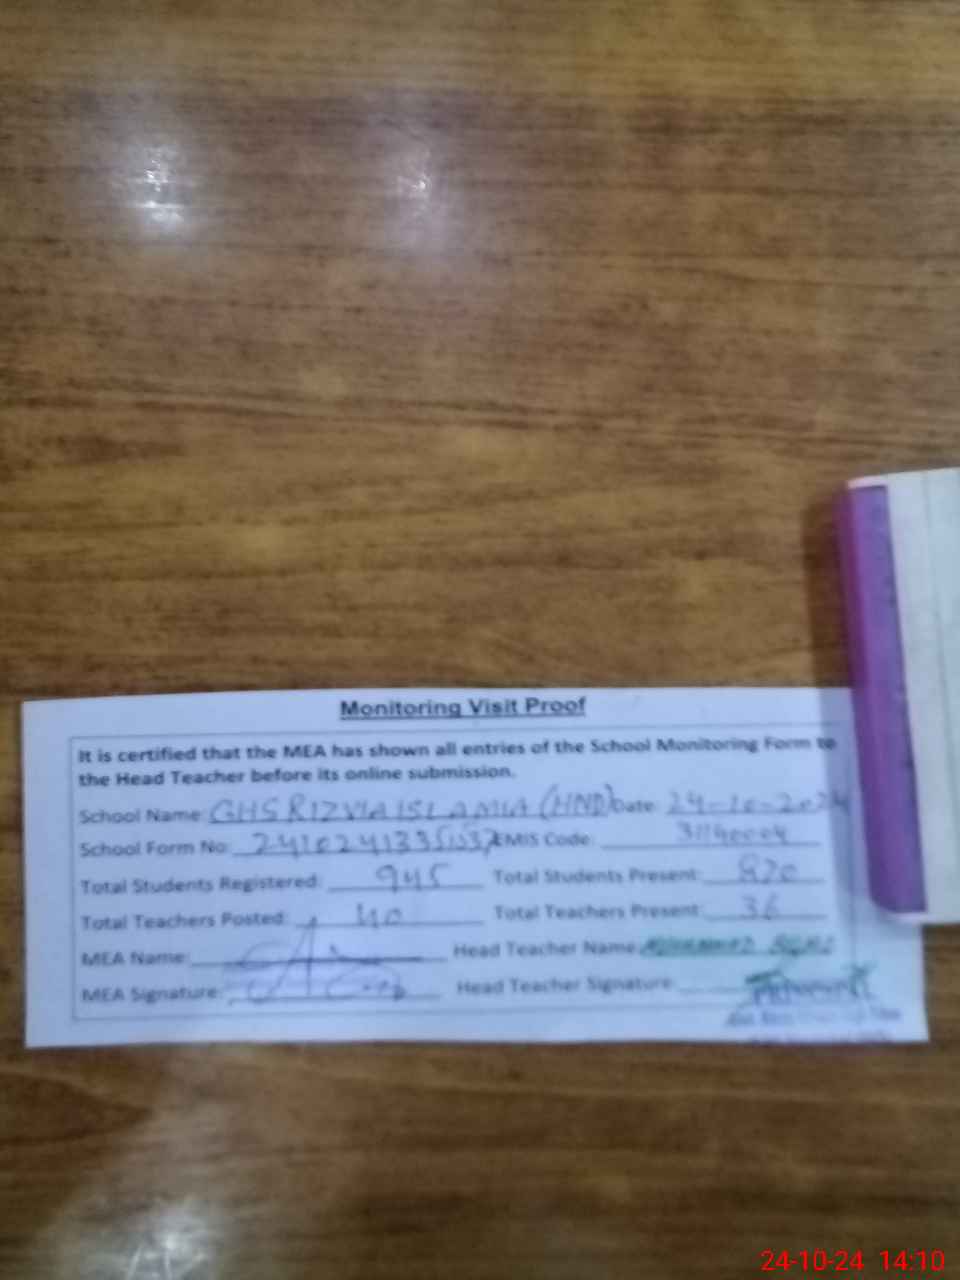 Monitoring Visit Proof
It is certified that the MEA has shown all entries of the School Monitoring Form to
the Head Teacher before its online submission.
School Name: GHS RIZVIA ISLAMIA (HND) Date: 24-10-2024
School Form No: EMIS Code: 31140004
Total Students Registered: 945 Total Students Present: 820
Total Teachers Posted: 40 Total Teachers Present: 36
MEA Name: Head Teacher Name: MUHAMMAD
MEA Signature: Head Teacher Signature:
24-10-24 14:10